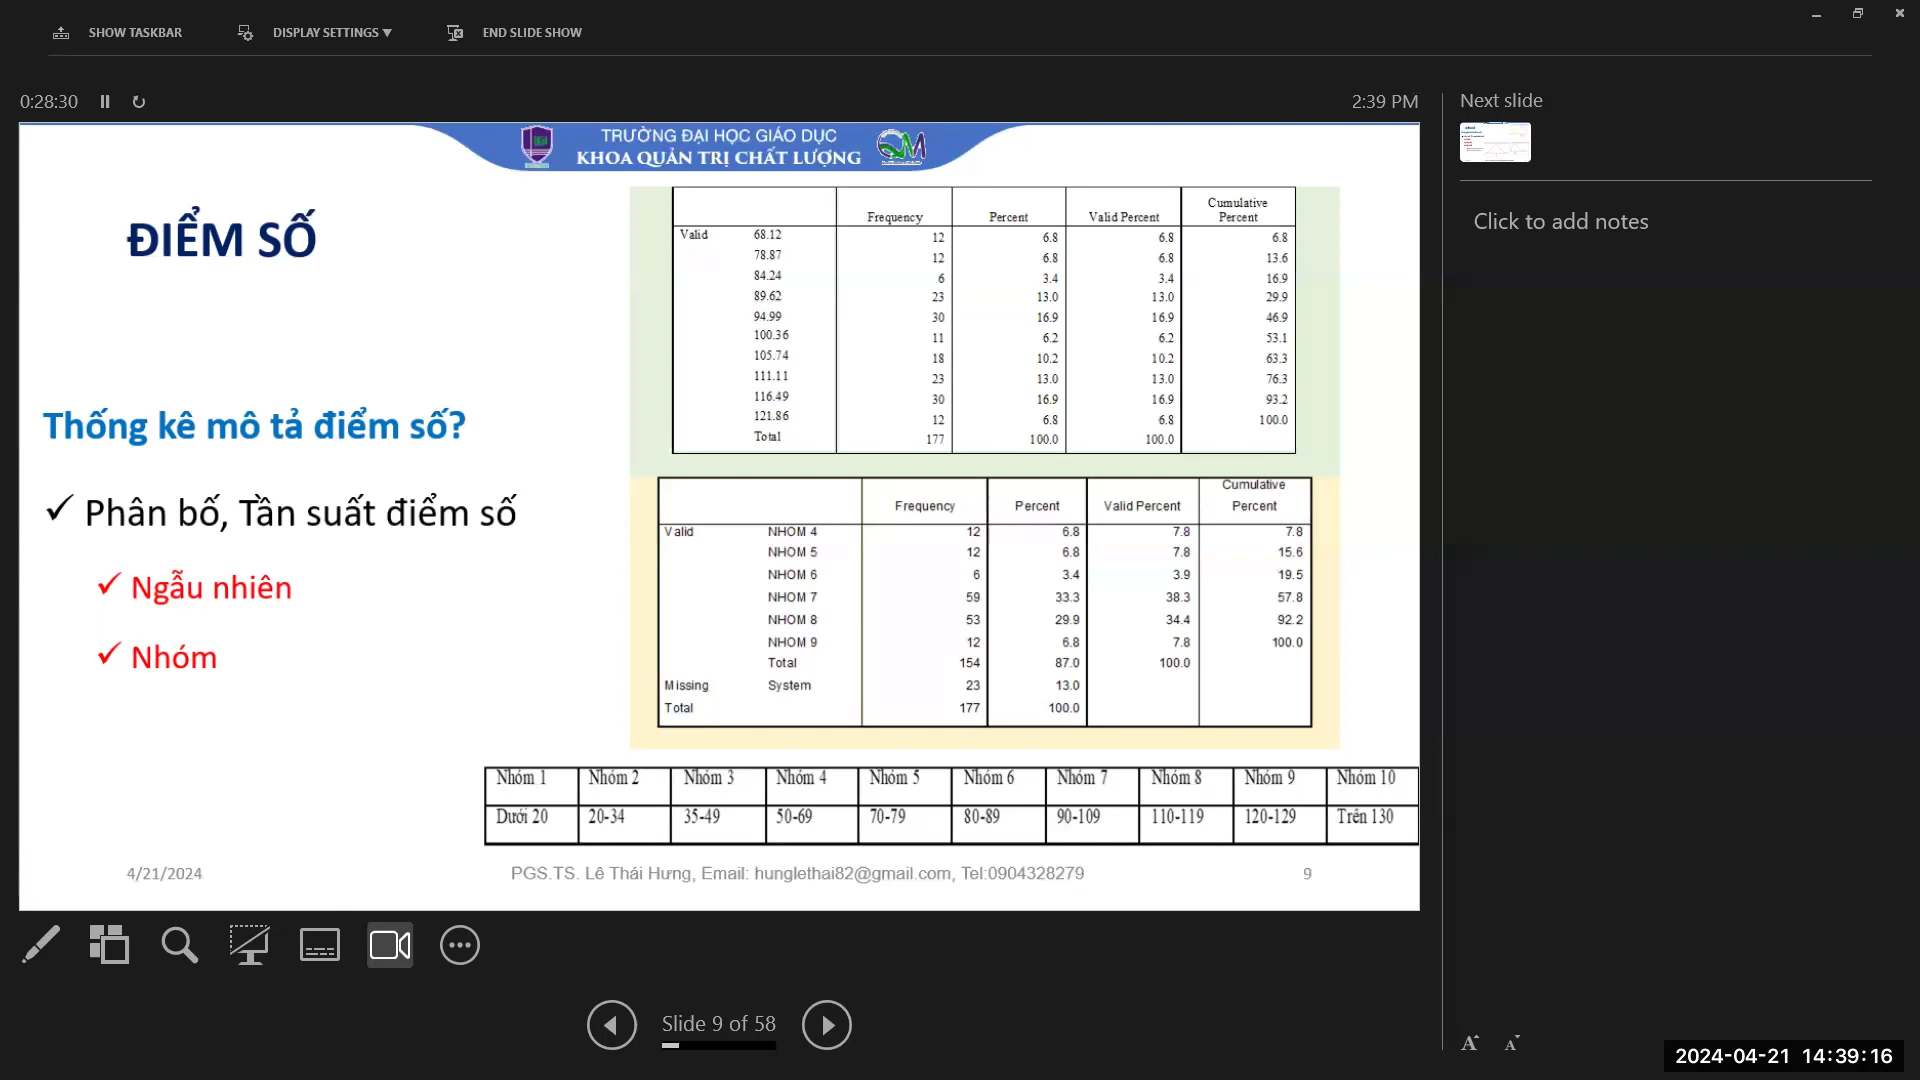 SHOW TASKBAR DISPLAY SETTINGS ▼ END SLIDE SHOW
0:28:30 2:39 PM
Next slide
Click to add notes
TRƯỜNG ĐẠI HỌC GIÁO DỤC
KHOA QUẢN TRỊ CHẤT LƯỢNG
QM
ĐIỂM SỐ
Thống kê mô tả điểm số?
✓ Phân bố, Tần suất điểm số
✓ Ngẫu nhiên
✓ Nhóm
Frequency Percent Valid Percent Cumulative Percent
Valid 68.12 12 6.8 6.8 6.8
78.87 12 6.8 6.8 13.6
84.24 6 3.4 3.4 16.9
89.62 23 13.0 13.0 29.9
94.99 30 16.9 16.9 46.9
100.36 11 6.2 6.2 53.1
105.74 18 10.2 10.2 63.3
111.11 23 13.0 13.0 76.3
116.49 30 16.9 16.9 93.2
121.86 12 6.8 6.8 100.0
Total 177 100.0 100.0
Frequency Percent Valid Percent Cumulative Percent
Valid NHOM 4 12 6.8 7.8 7.8
NHOM 5 12 6.8 7.8 15.6
NHOM 6 6 3.4 3.9 19.5
NHOM 7 59 33.3 38.3 57.8
NHOM 8 53 29.9 34.4 92.2
NHOM 9 12 6.8 7.8 100.0
Total 154 87.0 100.0
Missing System 23 13.0
Total 177 100.0
Nhóm 1 Nhóm 2 Nhóm 3 Nhóm 4 Nhóm 5 Nhóm 6 Nhóm 7 Nhóm 8 Nhóm 9 Nhóm 10
Dưới 20 20-34 35-49 50-69 70-79 80-89 90-109 110-119 120-129 Trên 130
4/21/2024 PGS.TS. Lê Thái Hưng, Email: hunglethai82@gmail.com, Tel:0904328279 9
Slide 9 of 58
A A
2024-04-21 14:39:16